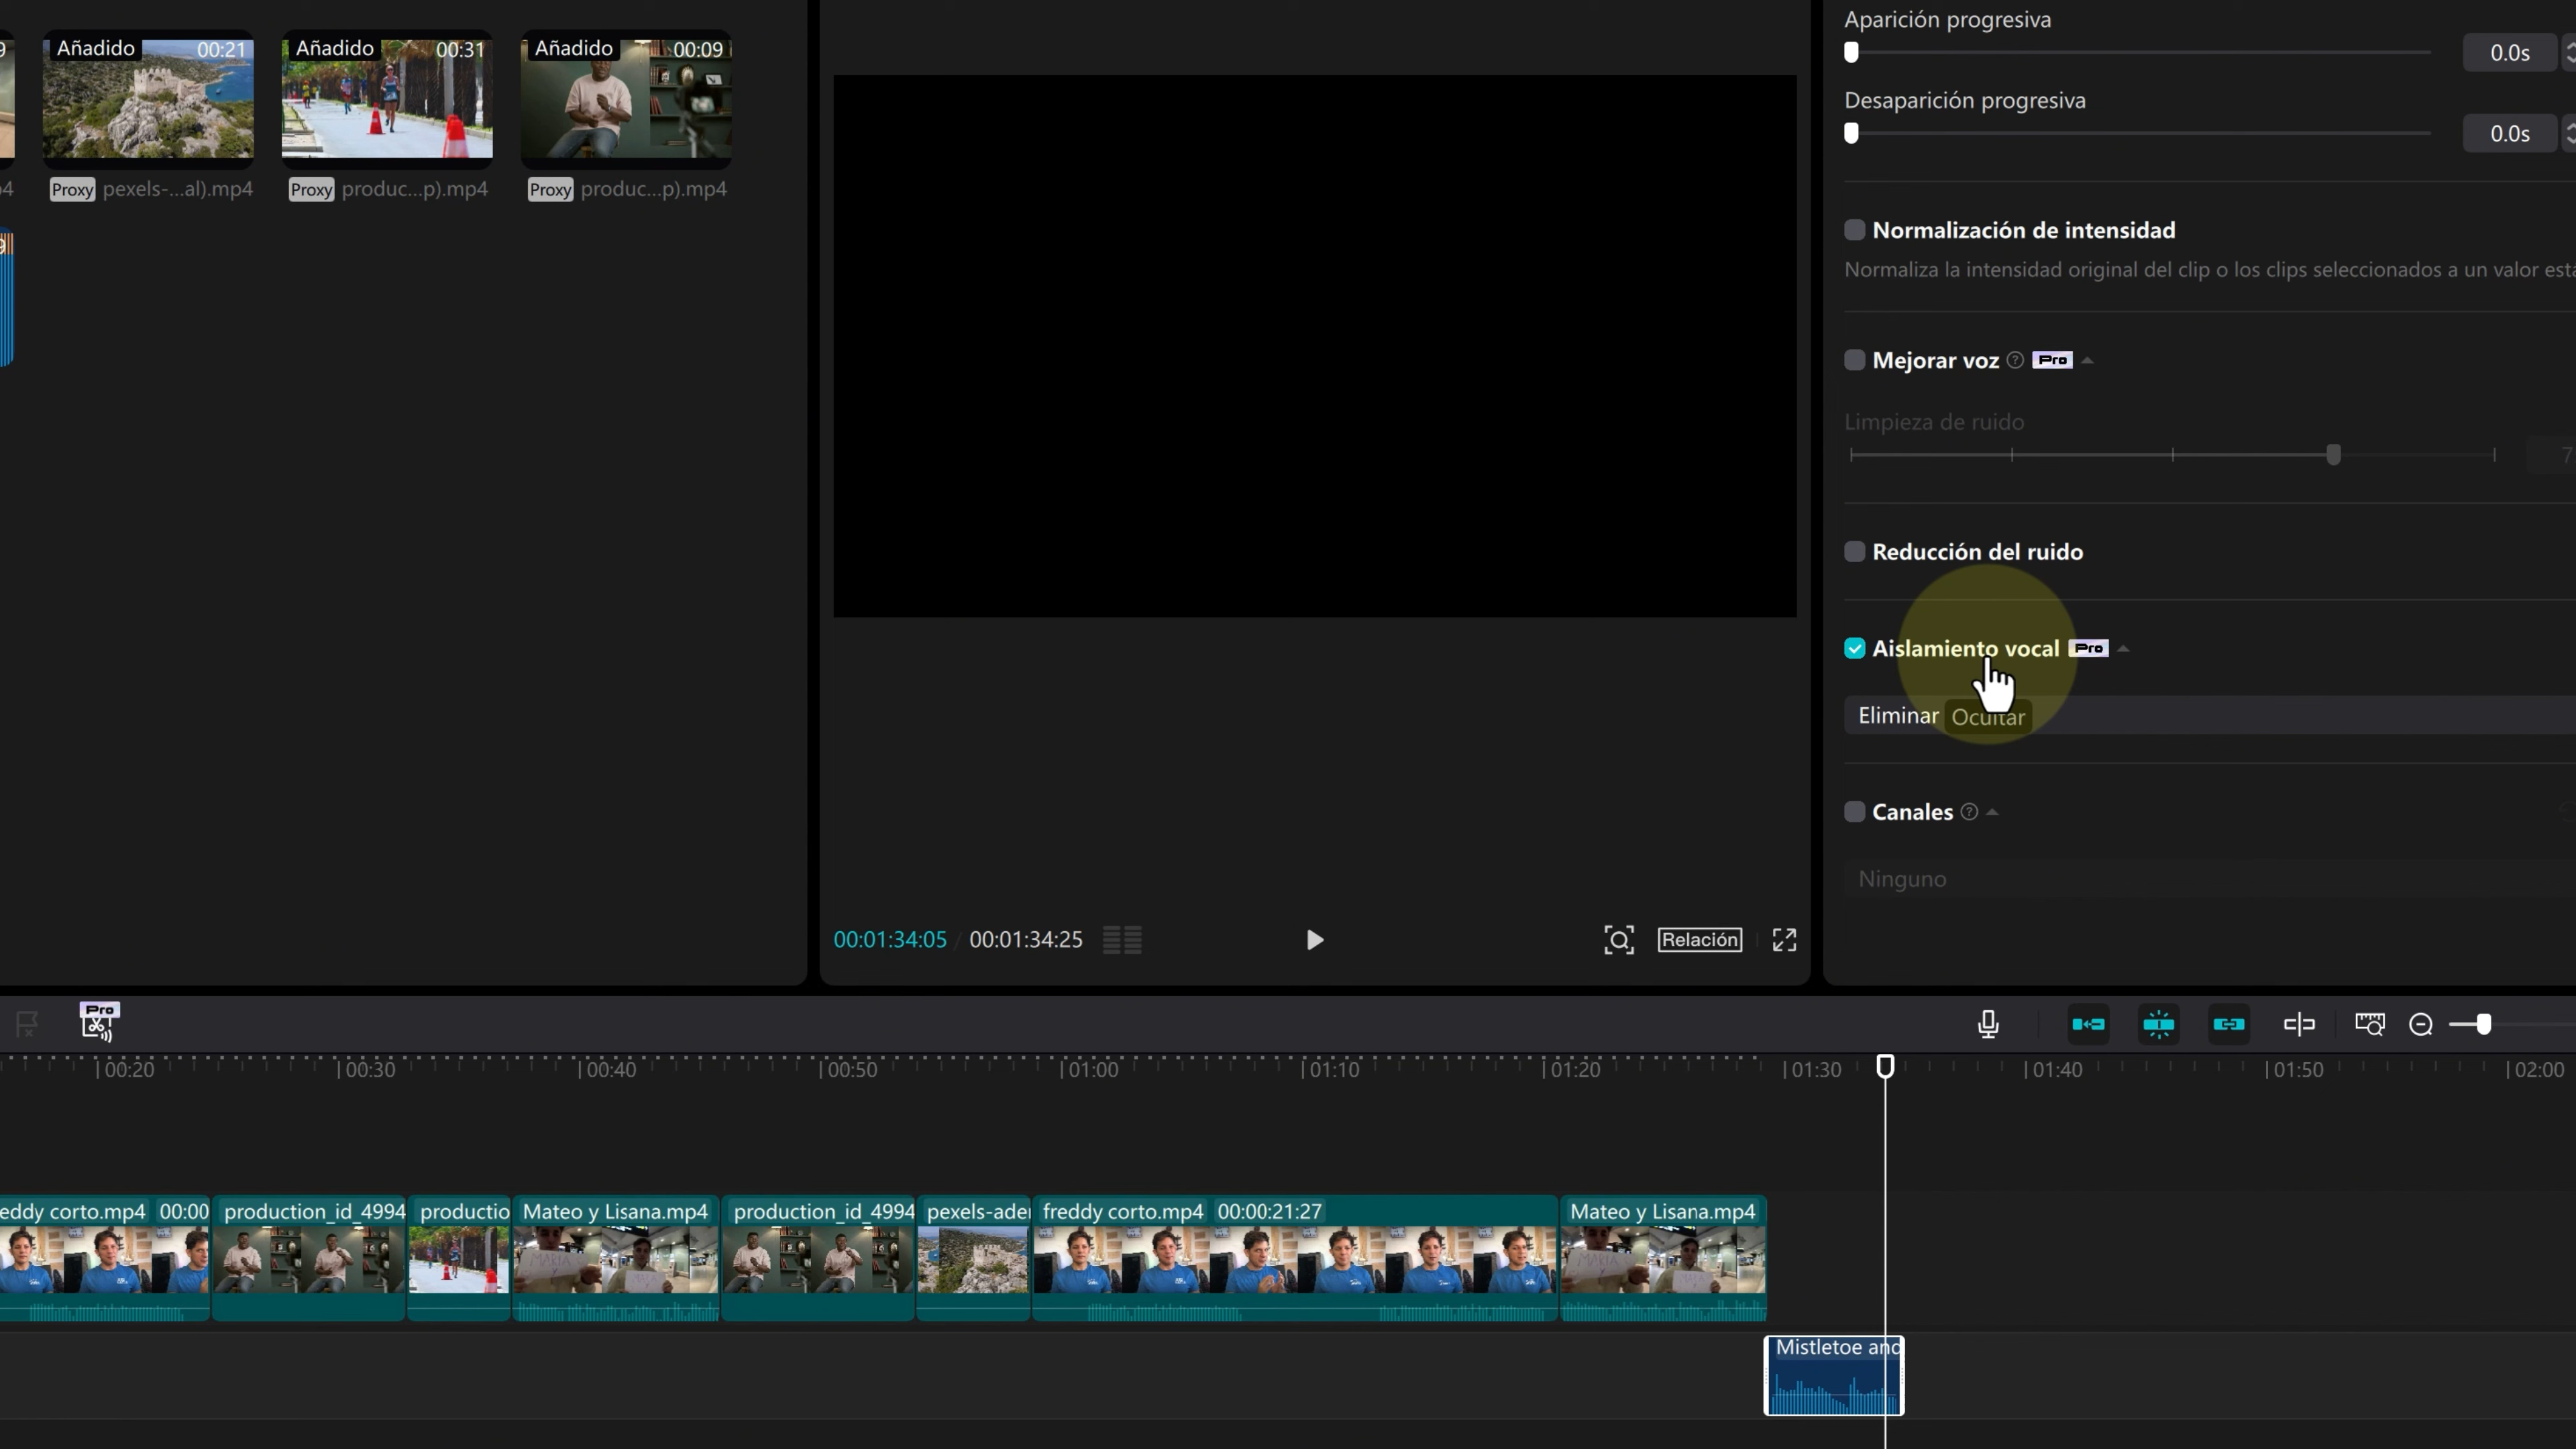 Añadido 00:21
Añadido 00:31
Añadido 00:09
Proxy pexels-...al).mp4
Proxy produc...p).mp4
Proxy produc...p).mp4
Aparición progresiva
0.0s
Desaparición progresiva
0.0s
Normalización de intensidad
Normaliza la intensidad original del clip o los clips seleccionados a un valor está
Mejorar voz Pro
Limpieza de ruido
7
Reducción del ruido
Aislamiento vocal Pro
Eliminar Ocultar
Canales
Ninguno
00:01:34:05 / 00:01:34:25
Relación
Pro
00:20 00:30 00:40 00:50 01:00 01:10 01:20 01:30 01:40 01:50 02:00
eddy corto.mp4 00:00
production_id_4994
productio
Mateo y Lisana.mp4
production_id_4994
pexels-ade
freddy corto.mp4 00:00:21:27
Mateo y Lisana.mp4
Mistletoe and